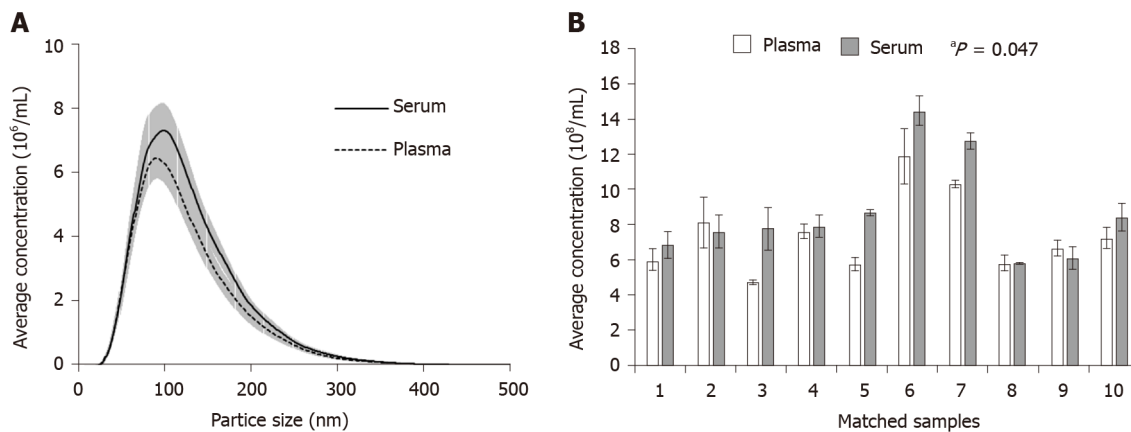 A
Average concentration (10⁶/mL)
10
8
6
4
2
0
Serum
Plasma
0 100 200 300 400 500
Partice size (nm)
B
Average concentration (10⁸/mL)
18
16
14
12
10
8
6
4
2
0
Plasma Serum ᵃP = 0.047
1 2 3 4 5 6 7 8 9 10
Matched samples